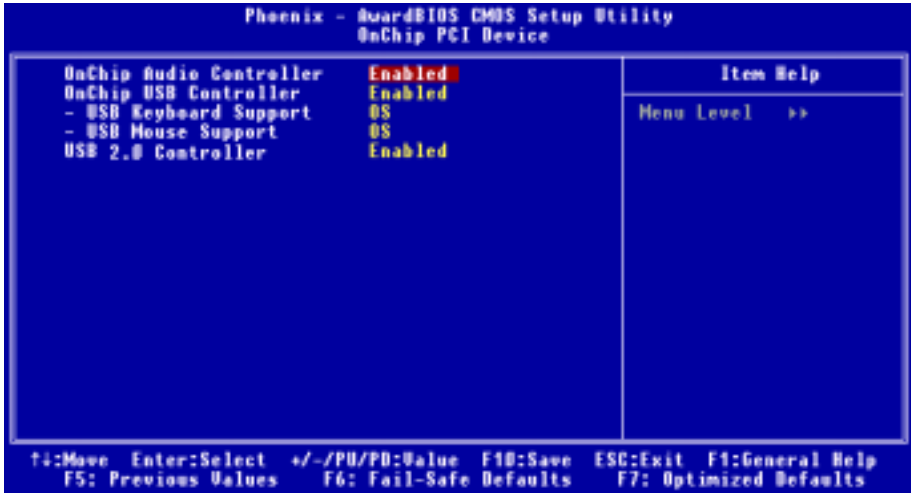 Phoenix - AwardBIOS CMOS Setup Utility
OnChip PCI Device
OnChip Audio Controller Enabled
OnChip USB Controller Enabled
- USB Keyboard Support OS
- USB Mouse Support OS
USB 2.0 Controller Enabled
Item Help
Menu Level ►►
↑↓:Move Enter:Select +/-/PU/PD:Value F10:Save ESC:Exit F1:General Help
F5: Previous Values F6: Fail-Safe Defaults F7: Optimized Defaults